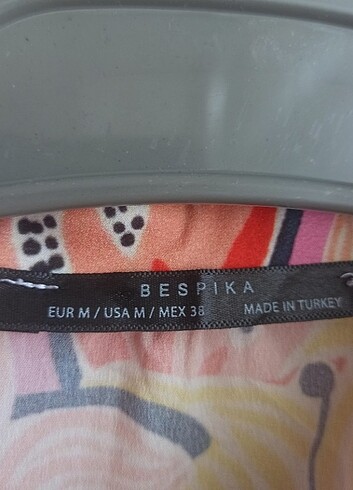 BESPIKA
EUR M / USA M / MEX 38
MADE IN TURKEY